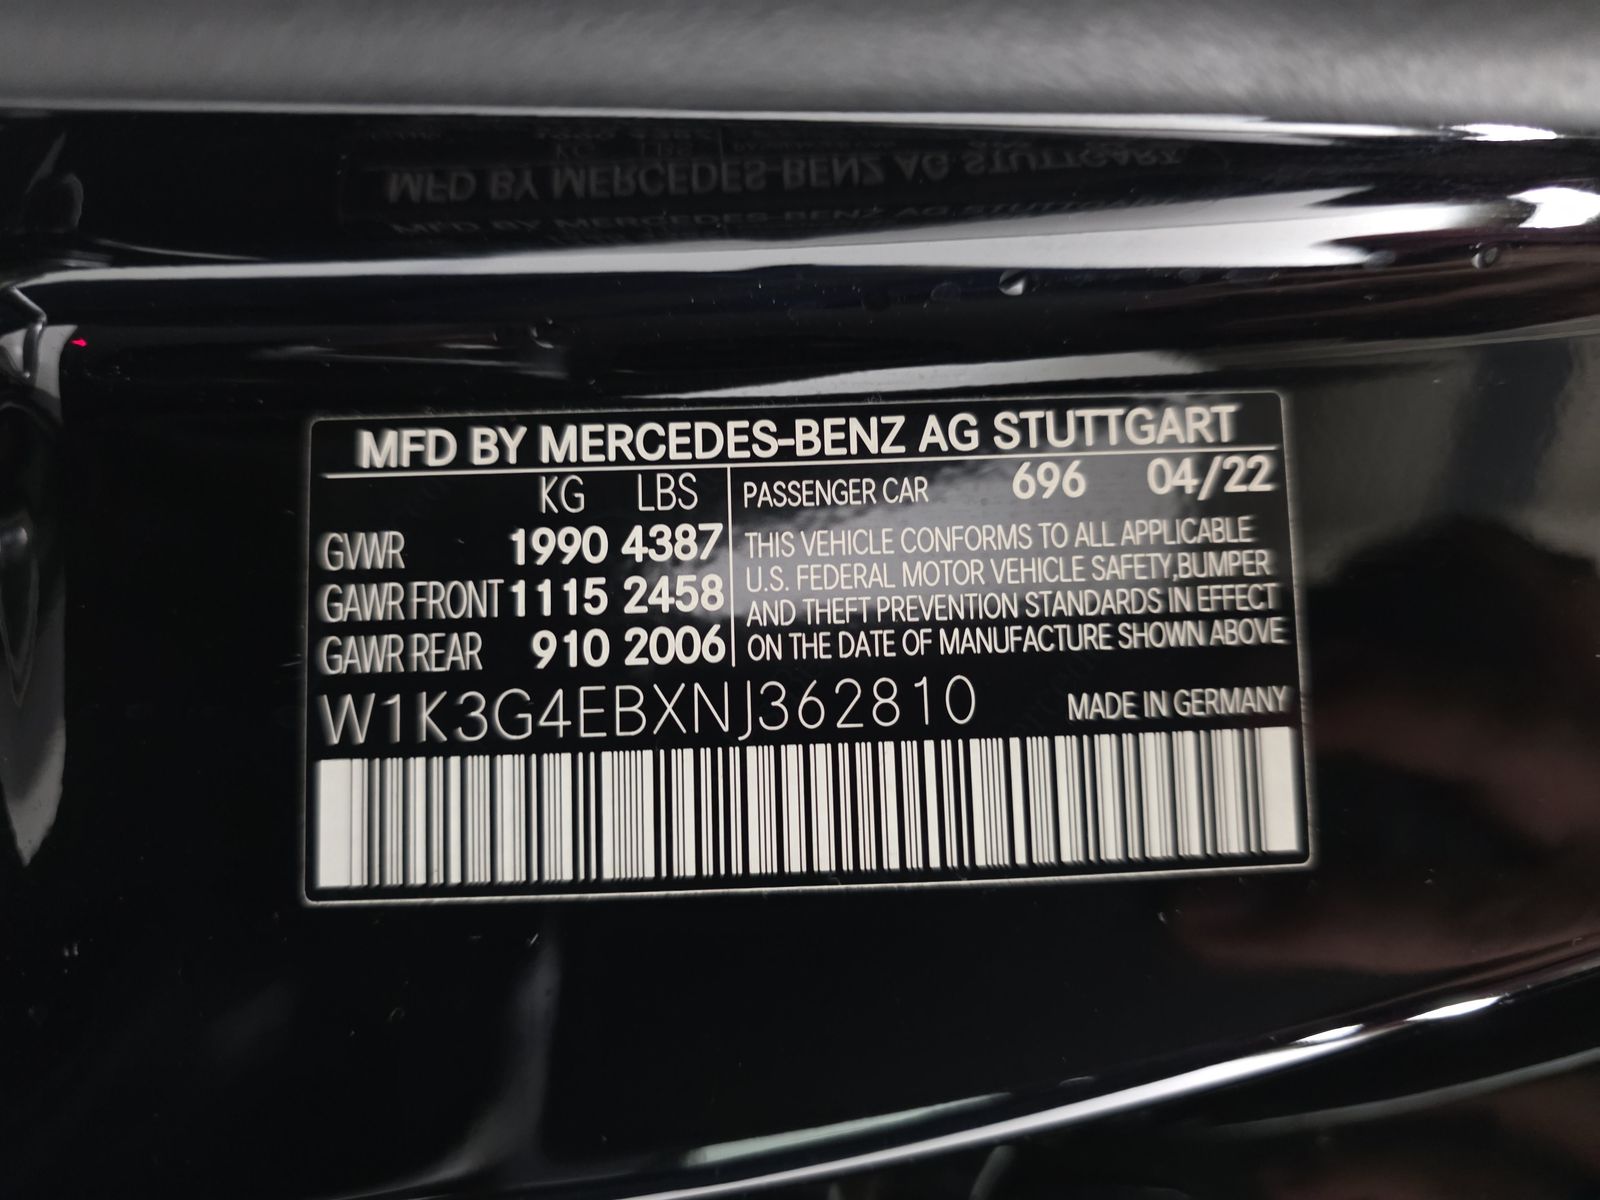 MFD BY MERCEDES-BENZ AG STUTTGART
KG LBS
GVWR 1990 4387
GAWR FRONT 1115 2458
GAWR REAR 910 2006
PASSENGER CAR 696 04/22
THIS VEHICLE CONFORMS TO ALL APPLICABLE
U.S. FEDERAL MOTOR VEHICLE SAFETY,BUMPER
AND THEFT PREVENTION STANDARDS IN EFFECT
ON THE DATE OF MANUFACTURE SHOWN ABOVE
W1K3G4EBXNJ362810
MADE IN GERMANY